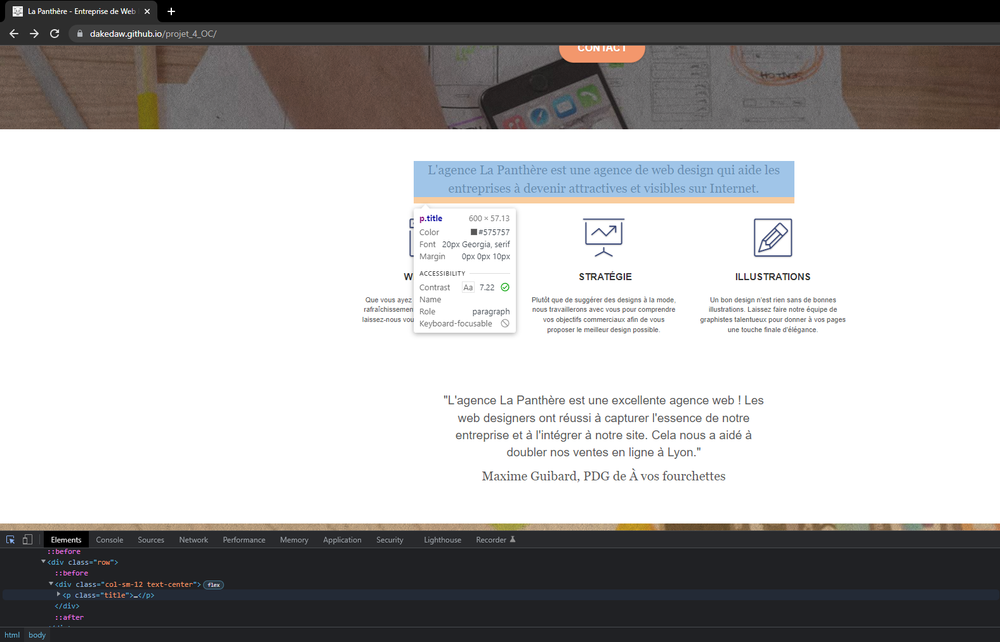 La Panthère - Entreprise de Web
dakedaw.github.io/projet_4_OC/
CONTACT
L'agence La Panthère est une agence de web design qui aide les
entreprises à devenir attractives et visibles sur Internet.
p.title 600 × 57.13
Color #575757
Font 20px Georgia, serif
Margin 0px 0px 10px
ACCESSIBILITY
Contrast Aa 7.22
Name
Role paragraph
Keyboard-focusable
W
Que vous ayez
rafraîchissemen
laissez-nous vou
STRATÉGIE
Plutôt que de suggérer des designs à la mode,
nous travaillerons avec vous pour comprendre
vos objectifs commerciaux afin de vous
proposer le meilleur design possible.
ILLUSTRATIONS
Un bon design n'est rien sans de bonnes
illustrations. Laissez faire notre équipe de
graphistes talentueux pour donner à vos pages
une touche finale d'élégance.
"L'agence La Panthère est une excellente agence web ! Les
web designers ont réussi à capturer l'essence de notre
entreprise et à l'intégrer à notre site. Cela nous a aidé à
doubler nos ventes en ligne à Lyon."
Maxime Guibard, PDG de À vos fourchettes
Elements Console Sources Network Performance Memory Application Security Lighthouse Recorder
::before
<div class="row">
::before
<div class="col-sm-12 text-center"> flex
<p class="title">…</p>
</div>
::after
html body